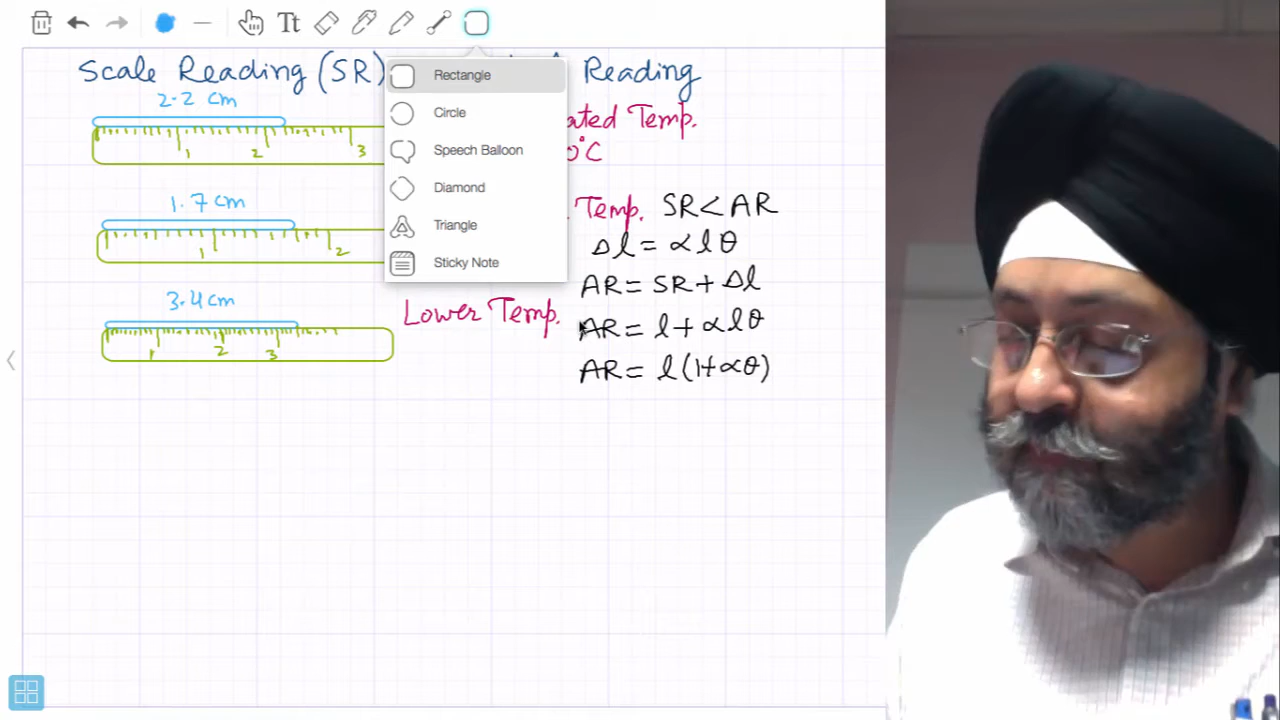 Tt
Scale Reading (SR) Reading
Rectangle
Circle
Speech Balloon
Diamond
Triangle
Sticky Note
2.2 cm
1 2 3
ated Temp.
0°C
1.7 cm
1 2
Temp. SR < AR
Δl = αlθ
AR = SR + Δl
3.4 cm
1 2 3
Lower Temp.
AR = l + αlθ
AR = l(1+αθ)